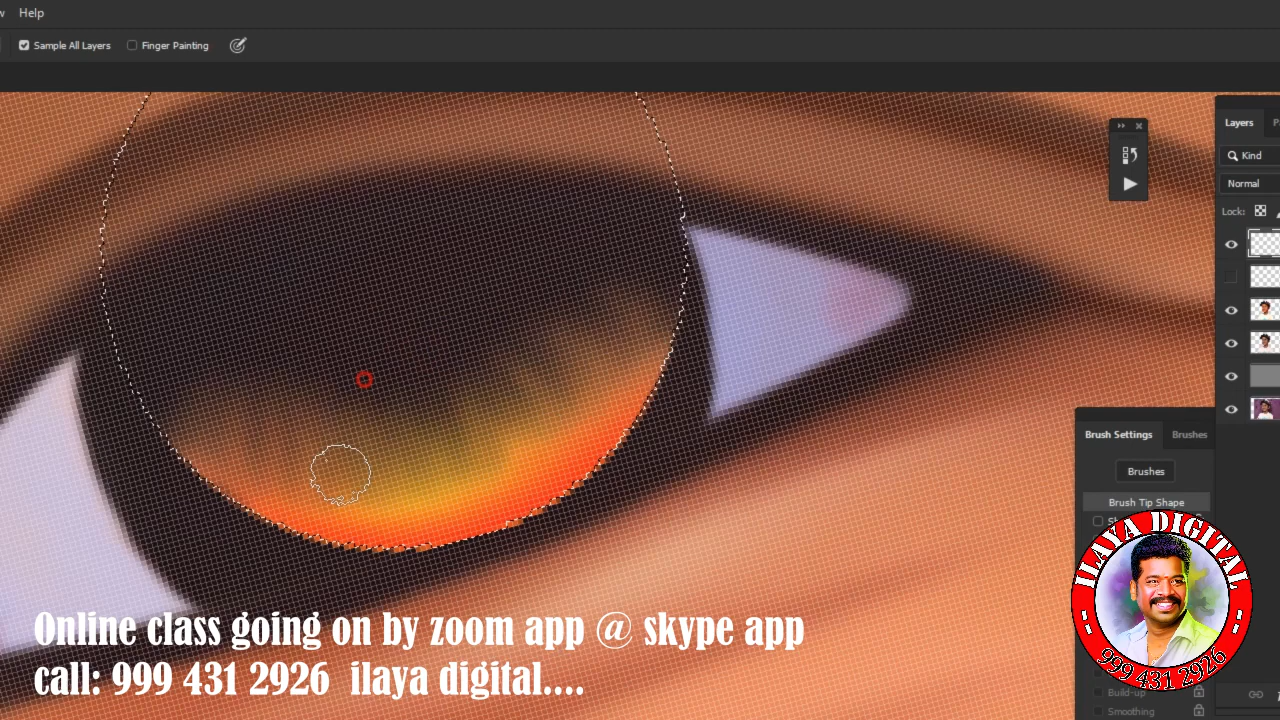 Help
Sample All Layers
Finger Painting
Layers
Kind
Normal
Lock:
Brush Settings
Brushes
Brushes
Brush Tip Shape
ILAYA DIGITAL
999 431 2926
Build-up
Smoothing
Online class going on by zoom app @ skype app
call: 999 431 2926 ilaya digital....